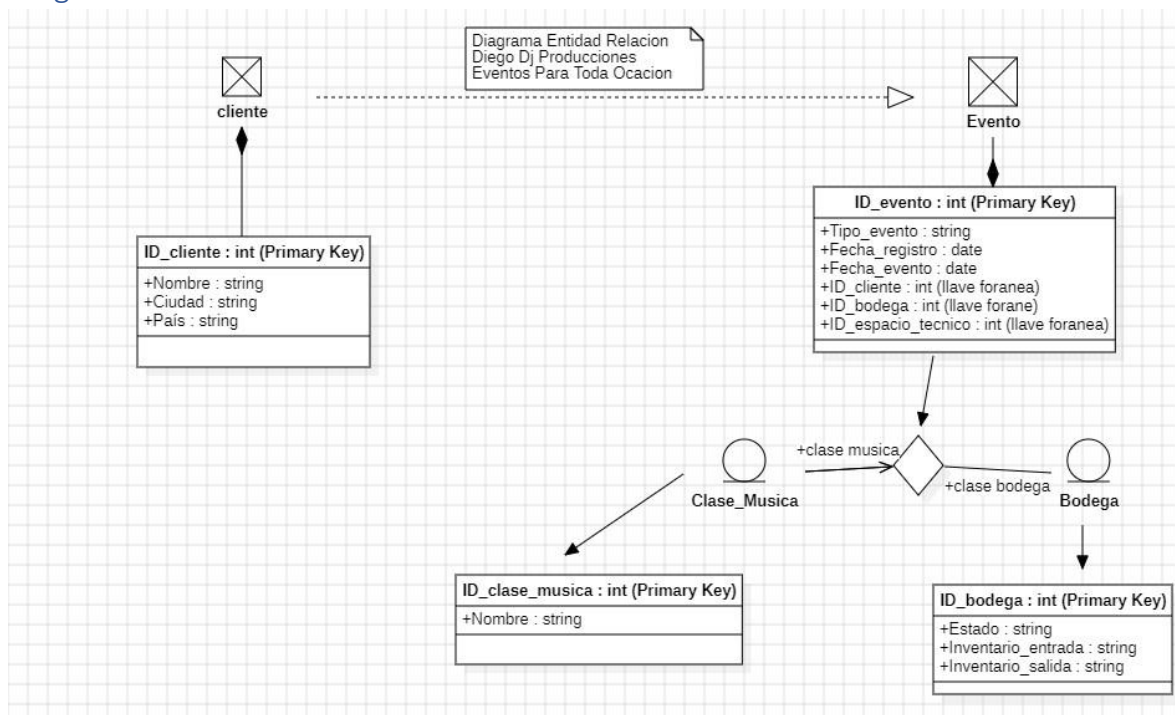 Diagrama Entidad Relacion
Diego Dj Producciones
Eventos Para Toda Ocacion
cliente
Evento
ID_cliente : int (Primary Key)
+Nombre : string
+Ciudad : string
+País : string
ID_evento : int (Primary Key)
+Tipo_evento : string
+Fecha_registro : date
+Fecha_evento : date
+ID_cliente : int (llave foranea)
+ID_bodega : int (llave forane)
+ID_espacio_tecnico : int (llave foranea)
+clase musica
+clase bodega
Clase_Musica
Bodega
ID_clase_musica : int (Primary Key)
+Nombre : string
ID_bodega : int (Primary Key)
+Estado : string
+Inventario_entrada : string
+Inventario_salida : string